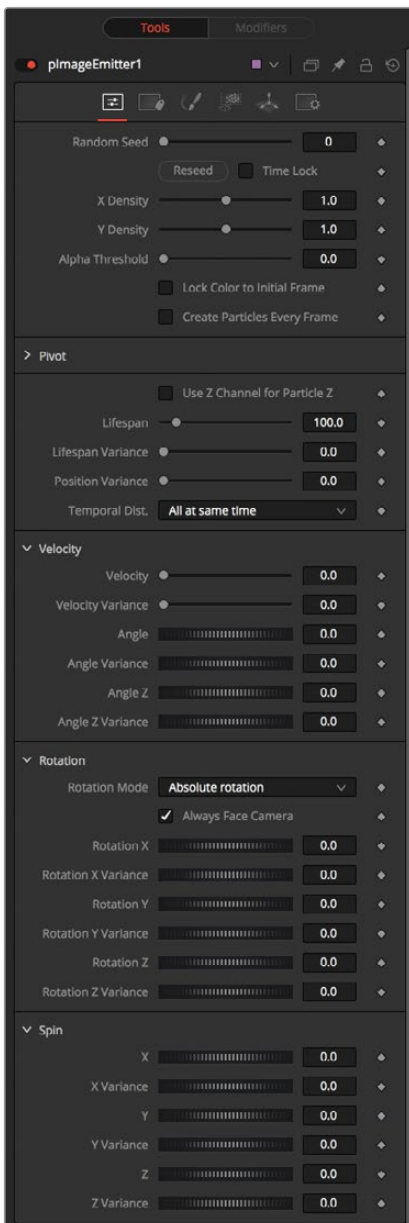 Tools Modifiers
pImageEmitter1
Random Seed 0
Reseed Time Lock
X Density 1.0
Y Density 1.0
Alpha Threshold 0.0
Lock Color to Initial Frame
Create Particles Every Frame
Pivot
Use Z Channel for Particle Z
Lifespan 100.0
Lifespan Variance 0.0
Position Variance 0.0
Temporal Dist. All at same time
Velocity
Velocity 0.0
Velocity Variance 0.0
Angle 0.0
Angle Variance 0.0
Angle Z 0.0
Angle Z Variance 0.0
Rotation
Rotation Mode Absolute rotation
Always Face Camera
Rotation X 0.0
Rotation X Variance 0.0
Rotation Y 0.0
Rotation Y Variance 0.0
Rotation Z 0.0
Rotation Z Variance 0.0
Spin
X 0.0
X Variance 0.0
Y 0.0
Y Variance 0.0
Z 0.0
Z Variance 0.0